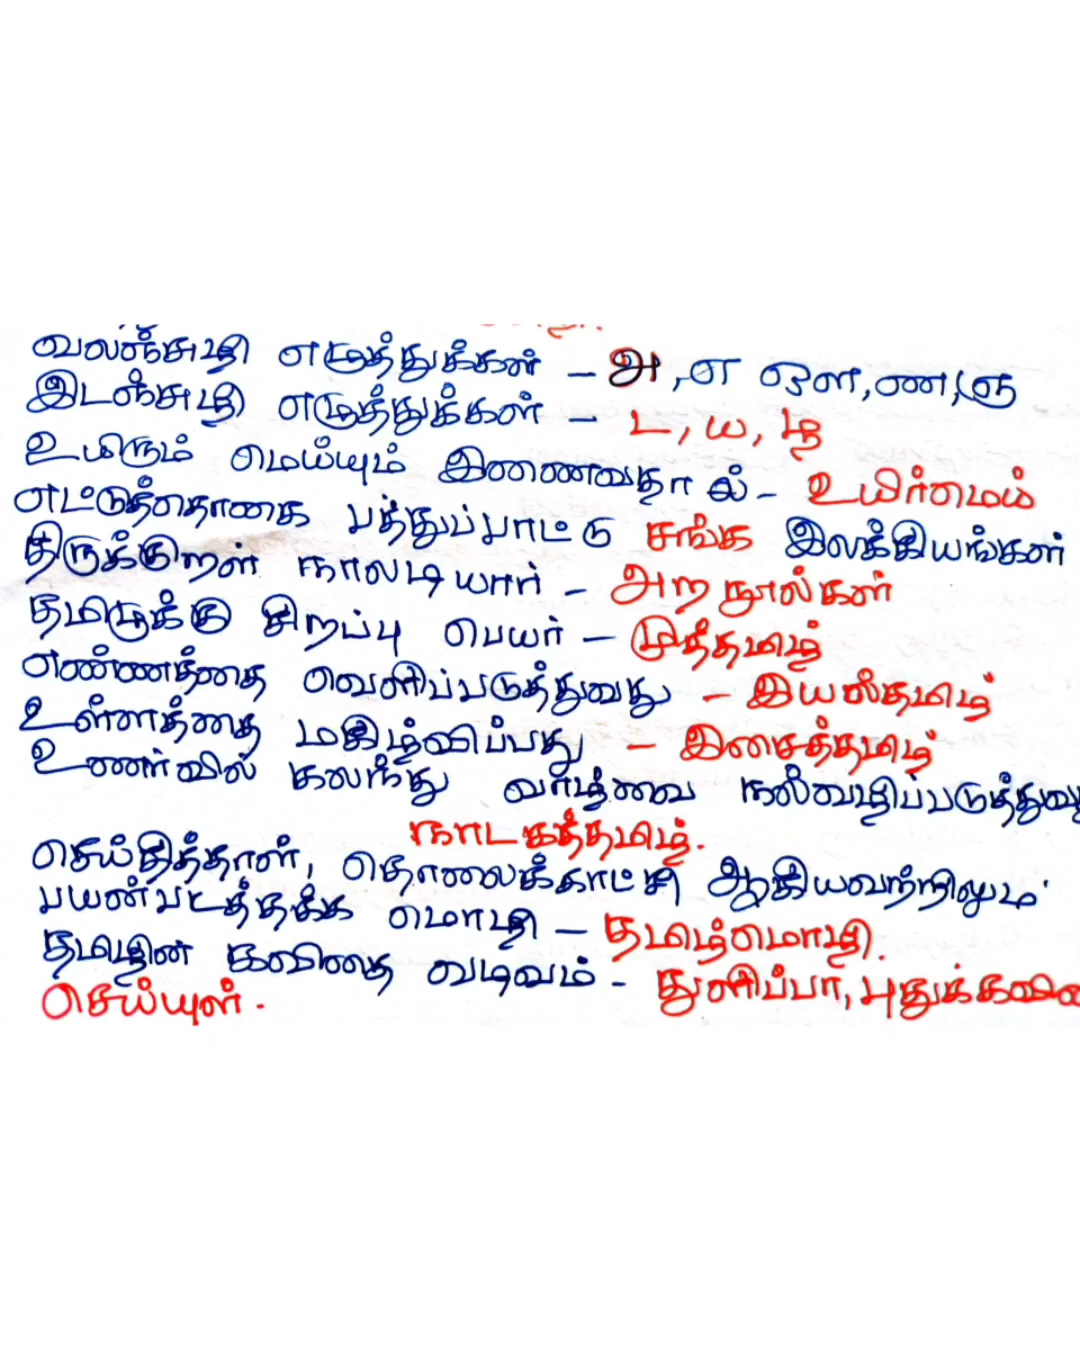 வலஞ்சுழி எழுத்துக்கள் – அ, எ ஔ, ண, ஞ
இடஞ்சுழி எழுத்துக்கள் – ட, ய, ழ
உயிரும் மெய்யும் இணைவதால் – உயிர்மெய்
எட்டுத்தொகை பத்துப்பாட்டு சங்க இலக்கியங்கள்
திருக்குறள் நாலடியார் – அற நூல்கள்
தமிழுக்கு சிறப்பு பெயர் – முத்தமிழ்
எண்ணத்தை வெளிப்படுத்துவது – இயல்தமிழ்
உள்ளத்தை மகிழ்விப்பது – இசைத்தமிழ்
உணர்வில் கலந்து வாழ்வை நல்வழிப்படுத்துவது
நாடகத்தமிழ்.
செய்தித்தாள், தொலைக்காட்சி ஆகியவற்றிலும்
பயன்படத்தக்க மொழி – தமிழ்மொழி.
தமிழின் கவிதை வடிவம் – துளிப்பா, புதுக்கவிதை
செய்யுள்.